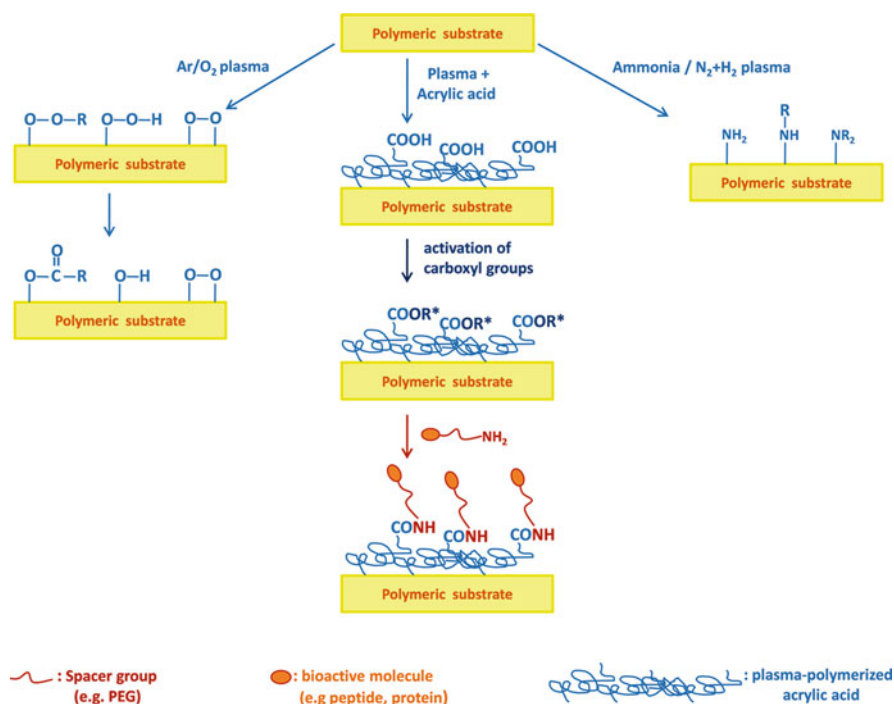 Polymeric substrate
Ar/O₂ plasma
Plasma +
Acrylic acid
Ammonia / N₂+H₂ plasma
O–O–R O–O–H O–O
Polymeric substrate
COOH COOH COOH
Polymeric substrate
R
NH₂ NH NR₂
Polymeric substrate
activation of
carboxyl groups
O
O–C–R O–H O–O
Polymeric substrate
COOR* COOR* COOR*
Polymeric substrate
NH₂
CONH CONH CONH
Polymeric substrate
: Spacer group
(e.g. PEG)
: bioactive molecule
(e.g peptide, protein)
: plasma-polymerized
acrylic acid